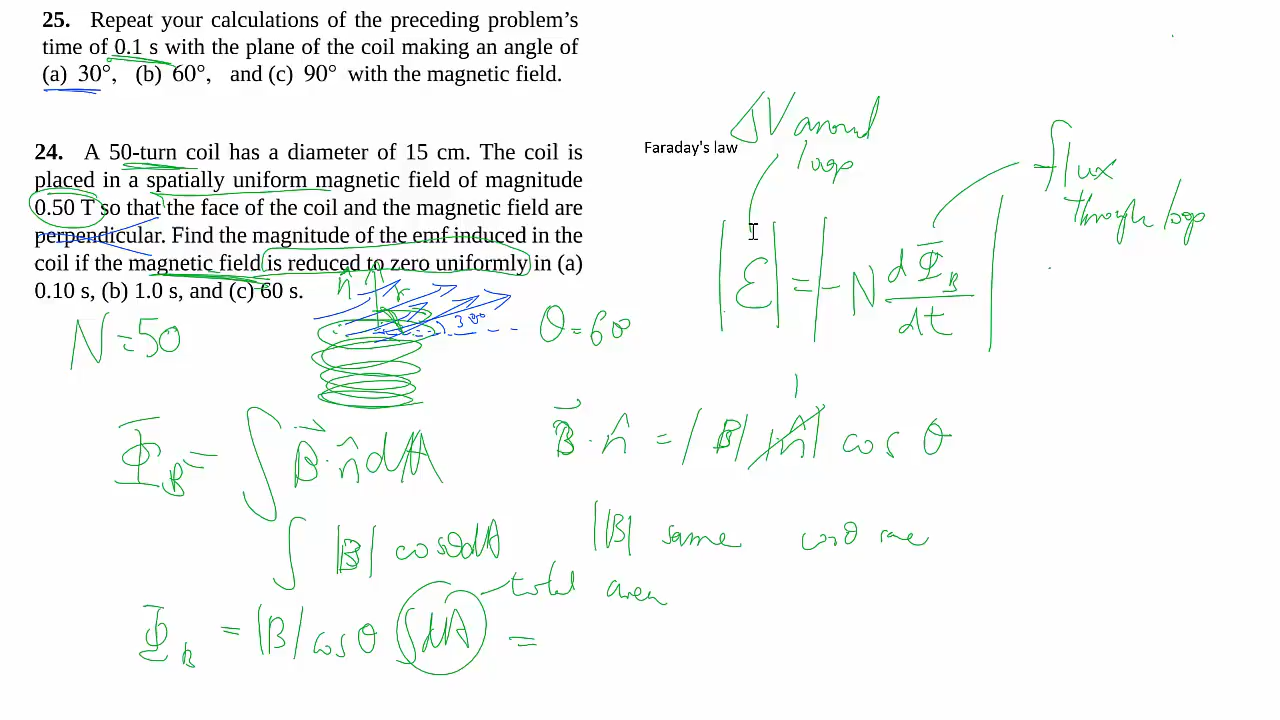 25. Repeat your calculations of the preceding problem's
time of 0.1 s with the plane of the coil making an angle of
(a) 30°, (b) 60°, and (c) 90° with the magnetic field.
24. A 50-turn coil has a diameter of 15 cm. The coil is
placed in a spatially uniform magnetic field of magnitude
0.50 T so that the face of the coil and the magnetic field are
perpendicular. Find the magnitude of the emf induced in the
coil if the magnetic field is reduced to zero uniformly in (a)
0.10 s, (b) 1.0 s, and (c) 60 s.
Faraday's law
ΔV around
loop
flux
through loop
|ℰ| = |-N dΦ_B/dt|
n̂
30°
θ=60
N=50
Φ_B = ∫ B⃗·n̂ dA
B⃗·n̂ = |B| |n̂| cos θ
1
∫ |B| cosθ dA
|B| same cosθ same
total area
Φ_B = |B| cos θ ∫dA =